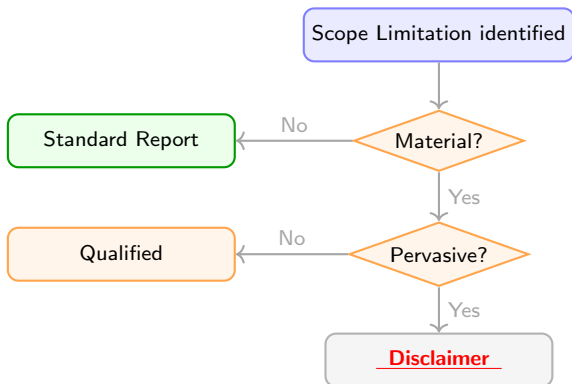 Scope Limitation identified
No
Standard Report
Material?
Yes
No
Qualified
Pervasive?
Yes
Disclaimer